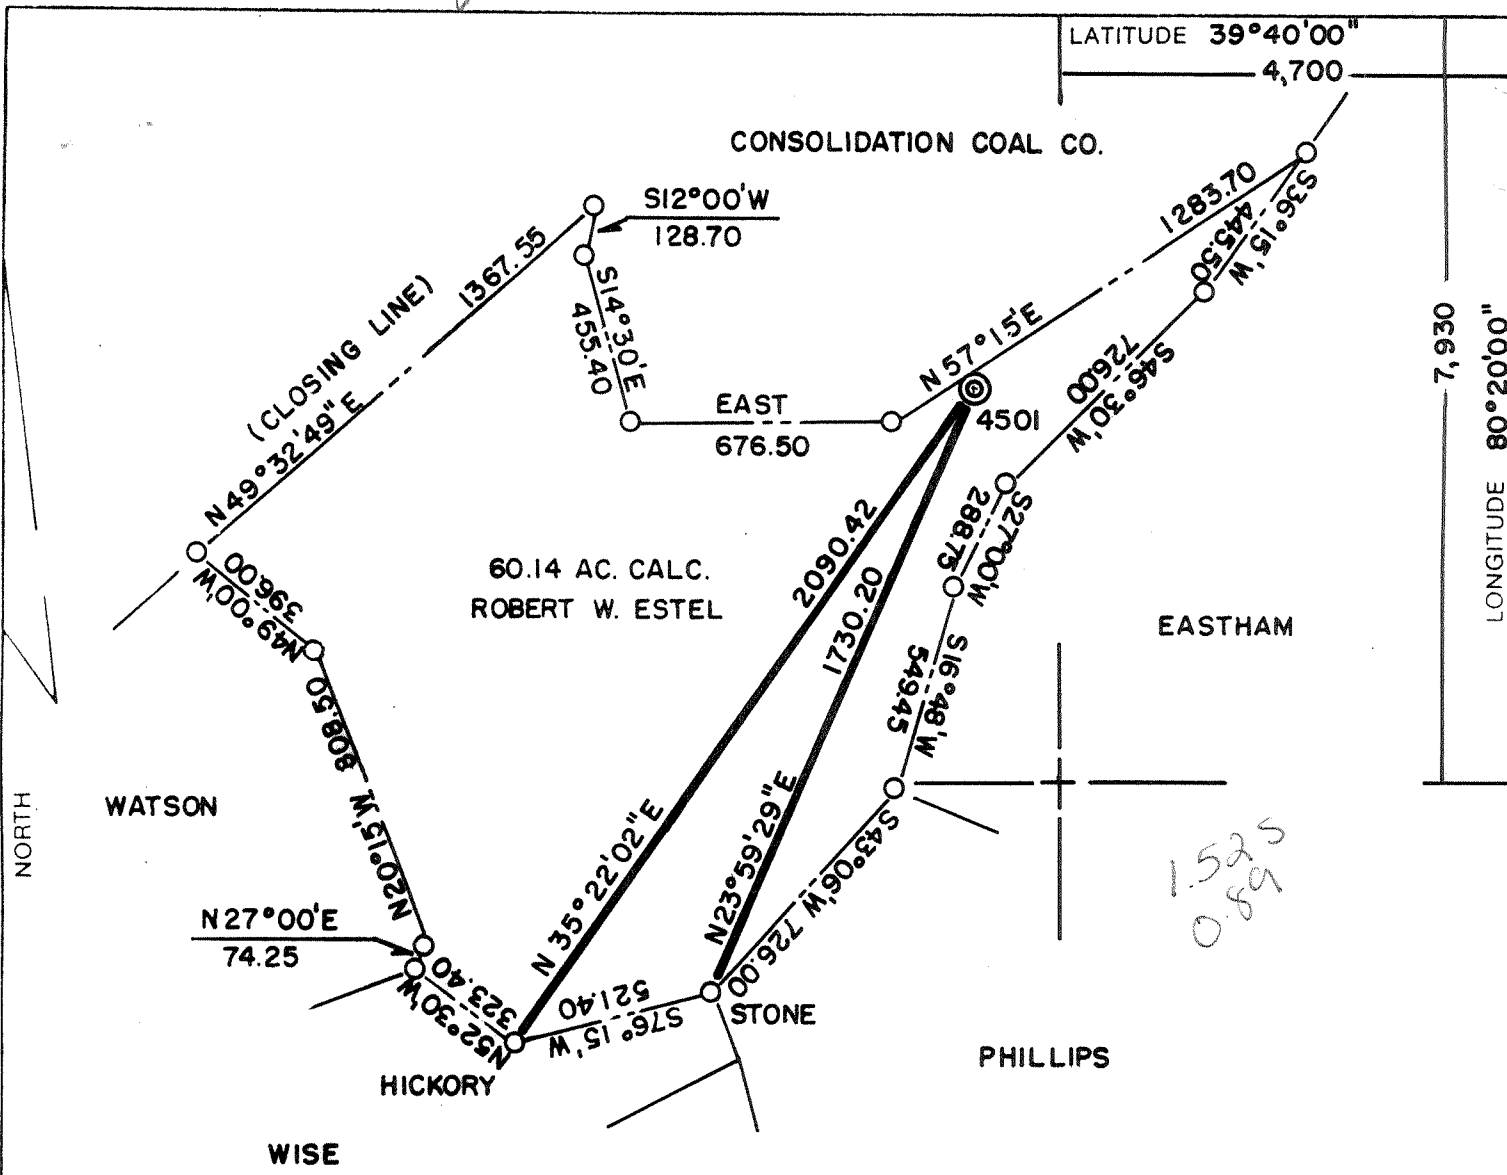 LATITUDE 39°40'00"
4,700
CONSOLIDATION COAL CO.
S12°00'W
128.70
1283.70
S36°15'W
445.50
1367.55
(CLOSING LINE)
N49°32'49"E
S14°30'E
455.40
N57°15'E
7,930
LONGITUDE 80°20'00"
EAST
676.50
4501
S46°30'W
726.00
2090.42
1730.20
S27°00'W
288.75
60.14 AC. CALC.
ROBERT W. ESTEL
N49°00'W
396.00
EASTHAM
S16°48'W
549.45
N20°15'W 808.50
WATSON
NORTH
N35°22'02"E
N23°59'29"E
S43°06'W 726.00
1.525
0.89
N27°00'E
74.25
N52°30'W
323.40
521.40
S76°15'W
STONE
HICKORY
PHILLIPS
WISE